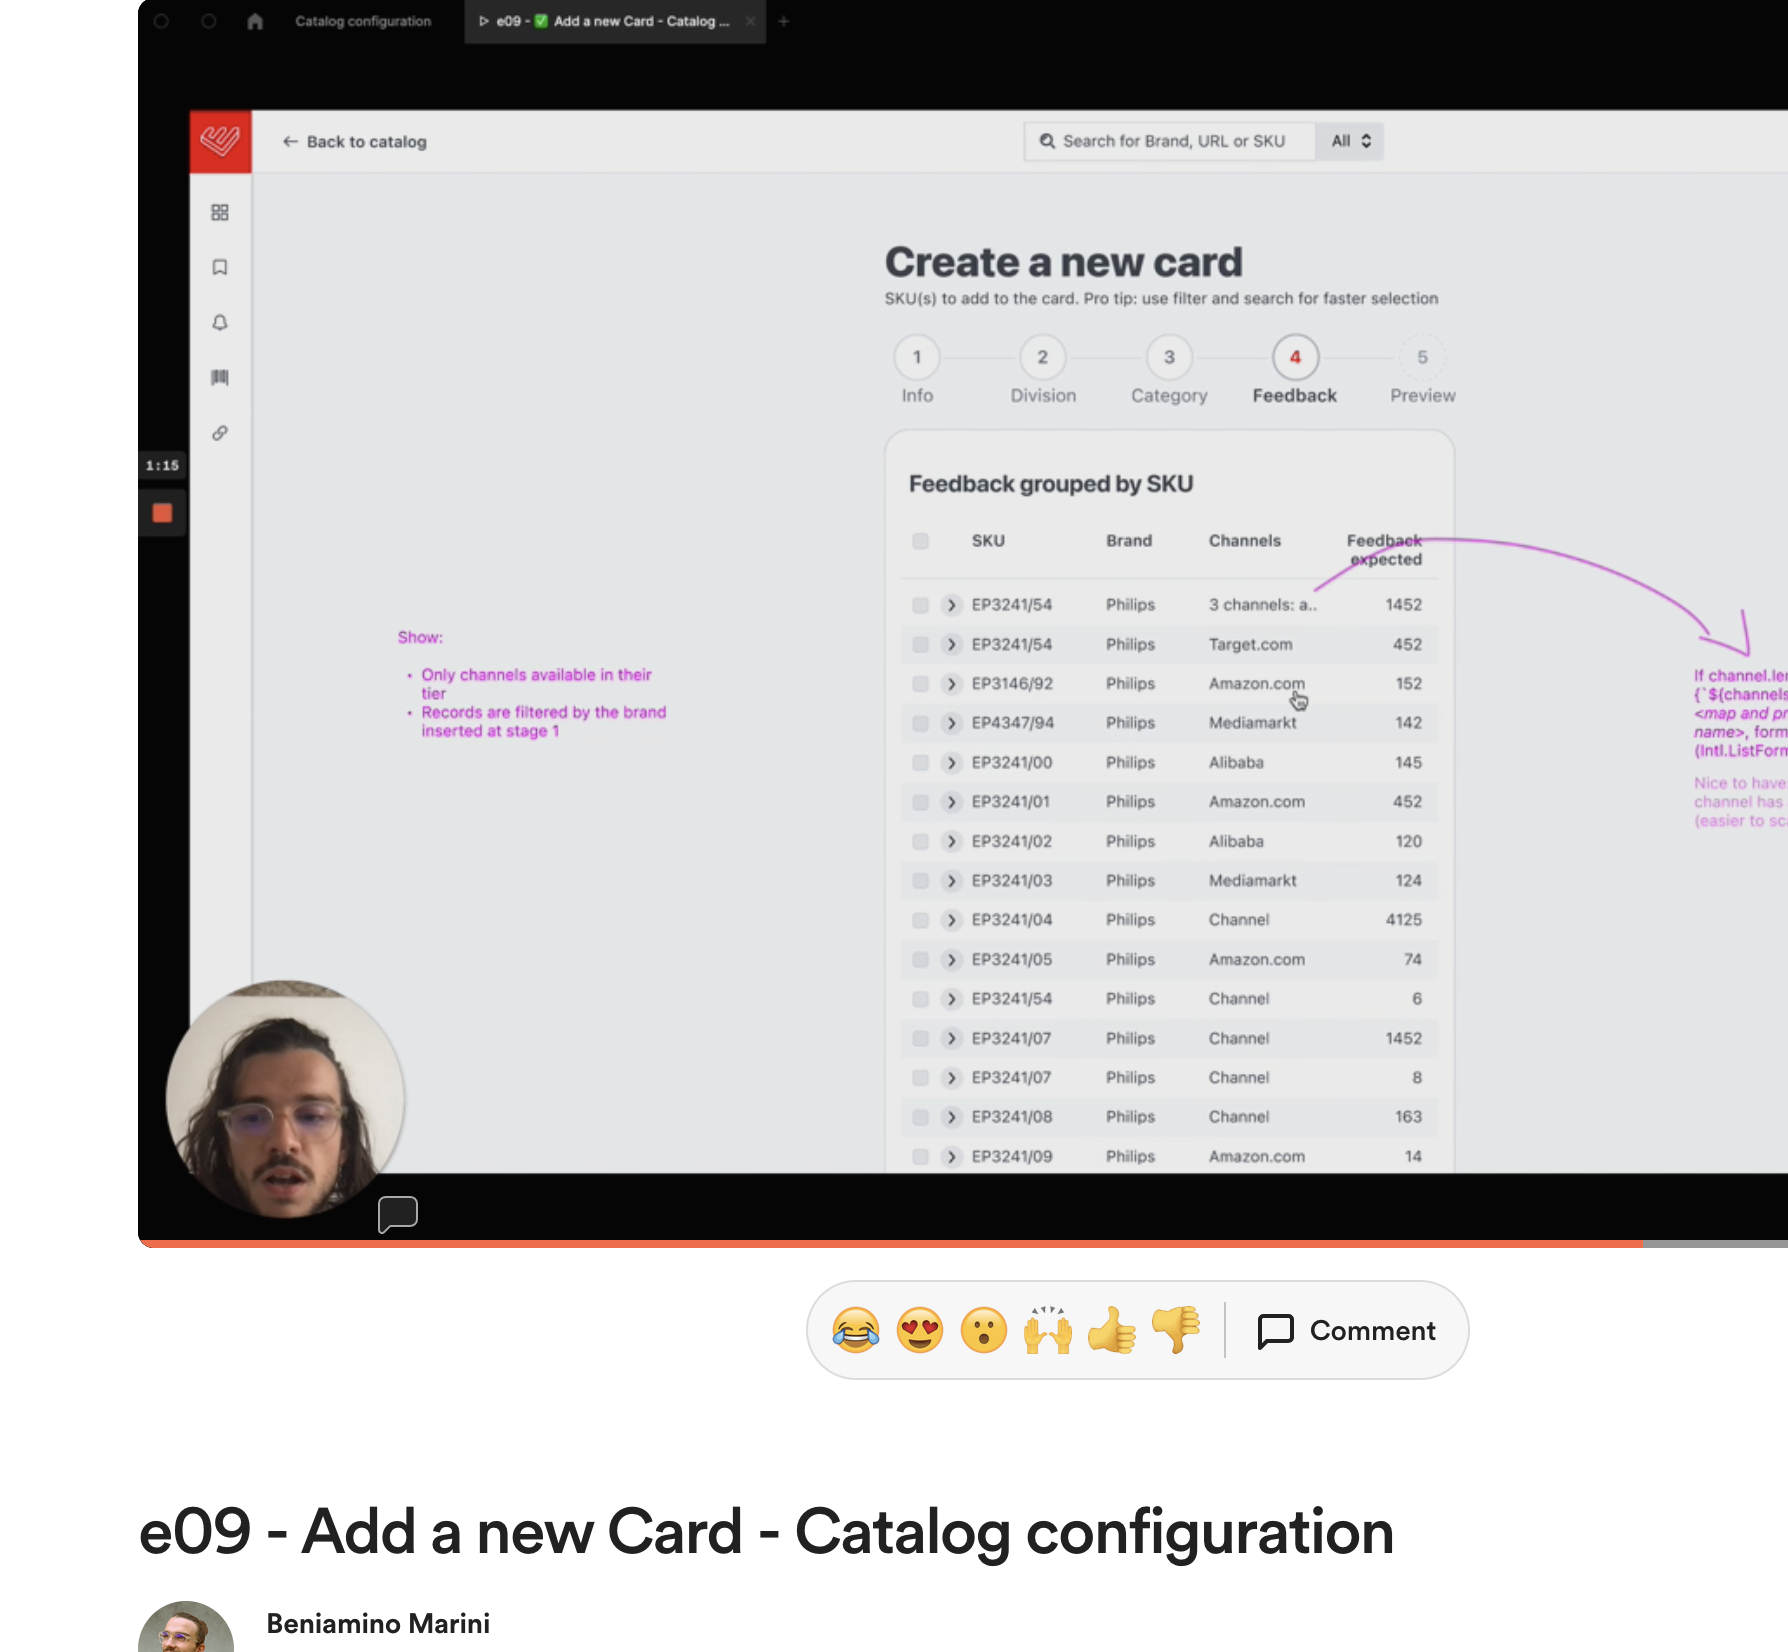 Catalog configuration
e09 - ✅ Add a new Card - Catalog ...
Back to catalog
Search for Brand, URL or SKU
All
Create a new card
SKU(s) to add to the card. Pro tip: use filter and search for faster selection
1 2 3 4 5
Info Division Category Feedback Preview
1:15
Feedback grouped by SKU
SKU Brand Channels Feedback expected
EP3241/54 Philips 3 channels: a.. 1452
EP3241/54 Philips Target.com 452
EP3146/92 Philips Amazon.com 152
EP4347/94 Philips Mediamarkt 142
EP3241/00 Philips Alibaba 145
EP3241/01 Philips Amazon.com 452
EP3241/02 Philips Alibaba 120
EP3241/03 Philips Mediamarkt 124
EP3241/04 Philips Channel 4125
EP3241/05 Philips Amazon.com 74
EP3241/54 Philips Channel 6
EP3241/07 Philips Channel 1452
EP3241/07 Philips Channel 8
EP3241/08 Philips Channel 163
EP3241/09 Philips Amazon.com 14
Show:
• Only channels available in their
tier
• Records are filtered by the brand
inserted at stage 1
If channel.le
{`${channels
<map and pr
name>, form
(Intl.ListForm
Nice to have
channel has
(easier to sc
Comment
e09 - Add a new Card - Catalog configuration
Beniamino Marini